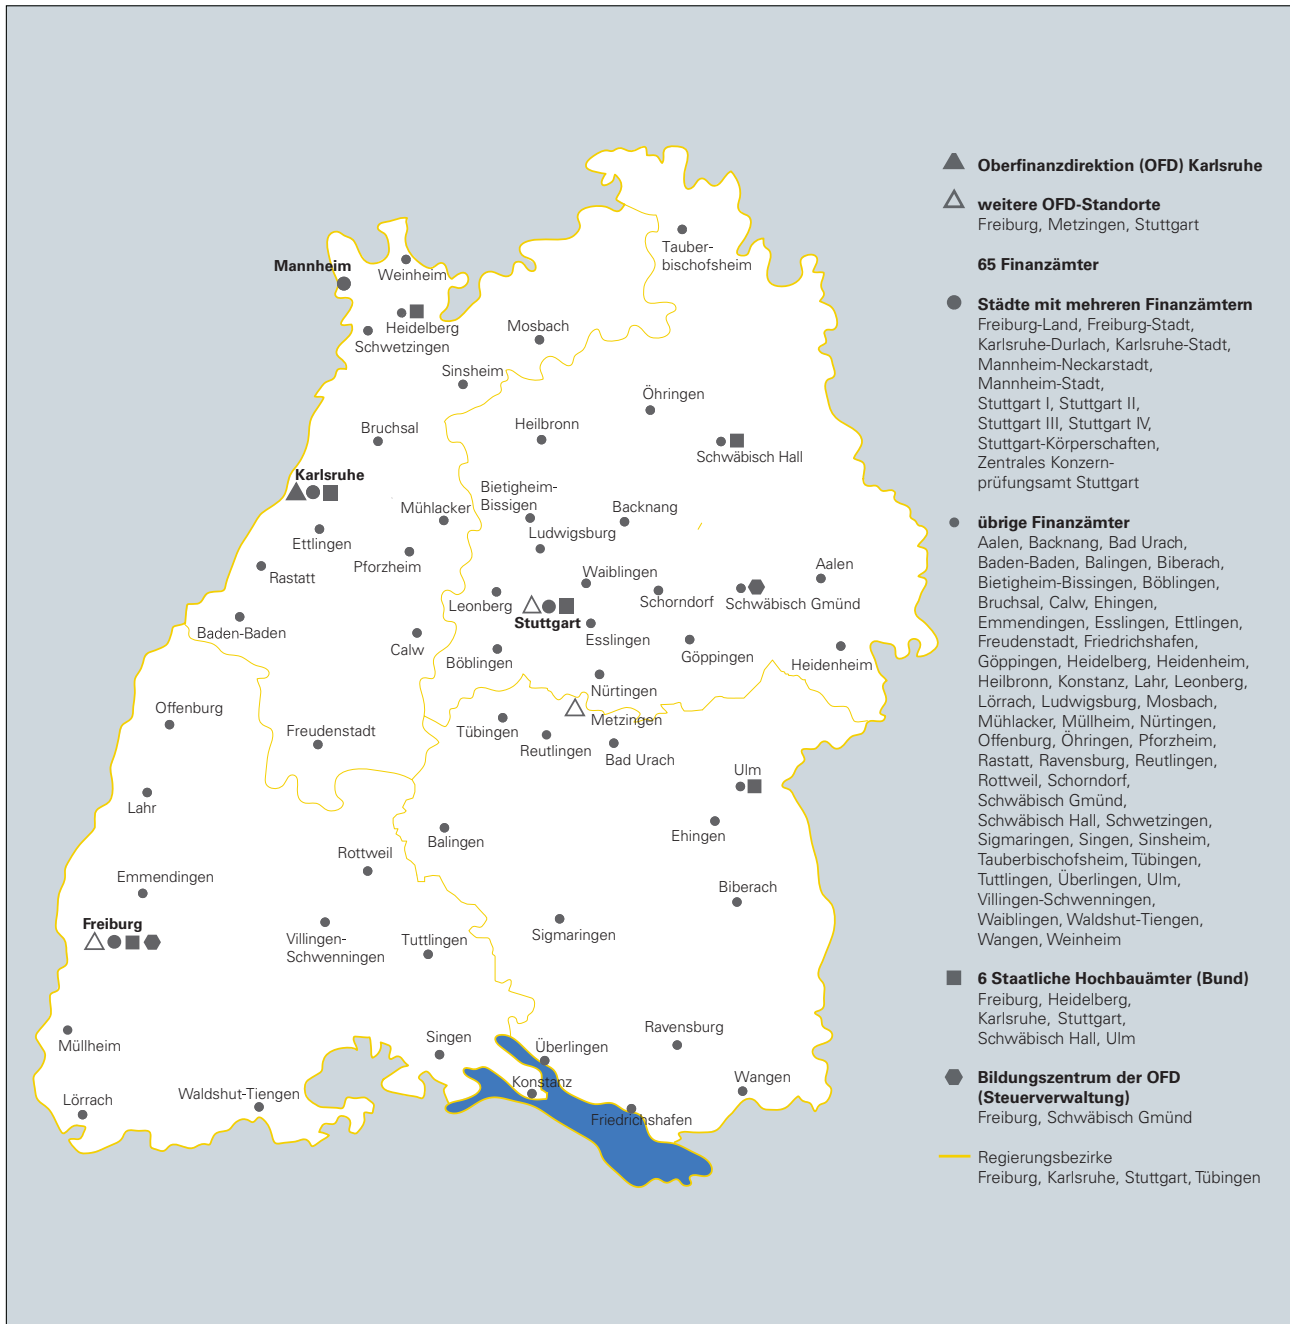 Tauber-
bischofsheim
Mannheim
Weinheim
Heidelberg
Schwetzingen
Mosbach
Sinsheim
Öhringen
Bruchsal
Heilbronn
Schwäbisch Hall
Karlsruhe
Bietigheim-
Bissigen
Mühlacker
Backnang
Ettlingen
Ludwigsburg
Pforzheim
Aalen
Rastatt
Waiblingen
Leonberg
Schorndorf
Schwäbisch Gmünd
Stuttgart
Baden-Baden
Esslingen
Calw
Böblingen
Göppingen
Heidenheim
Nürtingen
Offenburg
Metzingen
Freudenstadt
Tübingen
Reutlingen
Bad Urach
Ulm
Lahr
Ehingen
Balingen
Rottweil
Emmendingen
Biberach
Freiburg
Sigmaringen
Villingen-
Schwenningen
Tuttlingen
Ravensburg
Singen
Müllheim
Überlingen
Wangen
Konstanz
Waldshut-Tiengen
Lörrach
Friedrichshafen
Oberfinanzdirektion (OFD) Karlsruhe
weitere OFD-Standorte
Freiburg, Metzingen, Stuttgart
65 Finanzämter
Städte mit mehreren Finanzämtern
Freiburg-Land, Freiburg-Stadt,
Karlsruhe-Durlach, Karlsruhe-Stadt,
Mannheim-Neckarstadt,
Mannheim-Stadt,
Stuttgart I, Stuttgart II,
Stuttgart III, Stuttgart IV,
Stuttgart-Körperschaften,
Zentrales Konzern-
prüfungsamt Stuttgart
übrige Finanzämter
Aalen, Backnang, Bad Urach,
Baden-Baden, Balingen, Biberach,
Bietigheim-Bissingen, Böblingen,
Bruchsal, Calw, Ehingen,
Emmendingen, Esslingen, Ettlingen,
Freudenstadt, Friedrichshafen,
Göppingen, Heidelberg, Heidenheim,
Heilbronn, Konstanz, Lahr, Leonberg,
Lörrach, Ludwigsburg, Mosbach,
Mühlacker, Müllheim, Nürtingen,
Offenburg, Öhringen, Pforzheim,
Rastatt, Ravensburg, Reutlingen,
Rottweil, Schorndorf,
Schwäbisch Gmünd,
Schwäbisch Hall, Schwetzingen,
Sigmaringen, Singen, Sinsheim,
Tauberbischofsheim, Tübingen,
Tuttlingen, Überlingen, Ulm,
Villingen-Schwenningen,
Waiblingen, Waldshut-Tiengen,
Wangen, Weinheim
6 Staatliche Hochbauämter (Bund)
Freiburg, Heidelberg,
Karlsruhe, Stuttgart,
Schwäbisch Hall, Ulm
Bildungszentrum der OFD
(Steuerverwaltung)
Freiburg, Schwäbisch Gmünd
Regierungsbezirke
Freiburg, Karlsruhe, Stuttgart, Tübingen